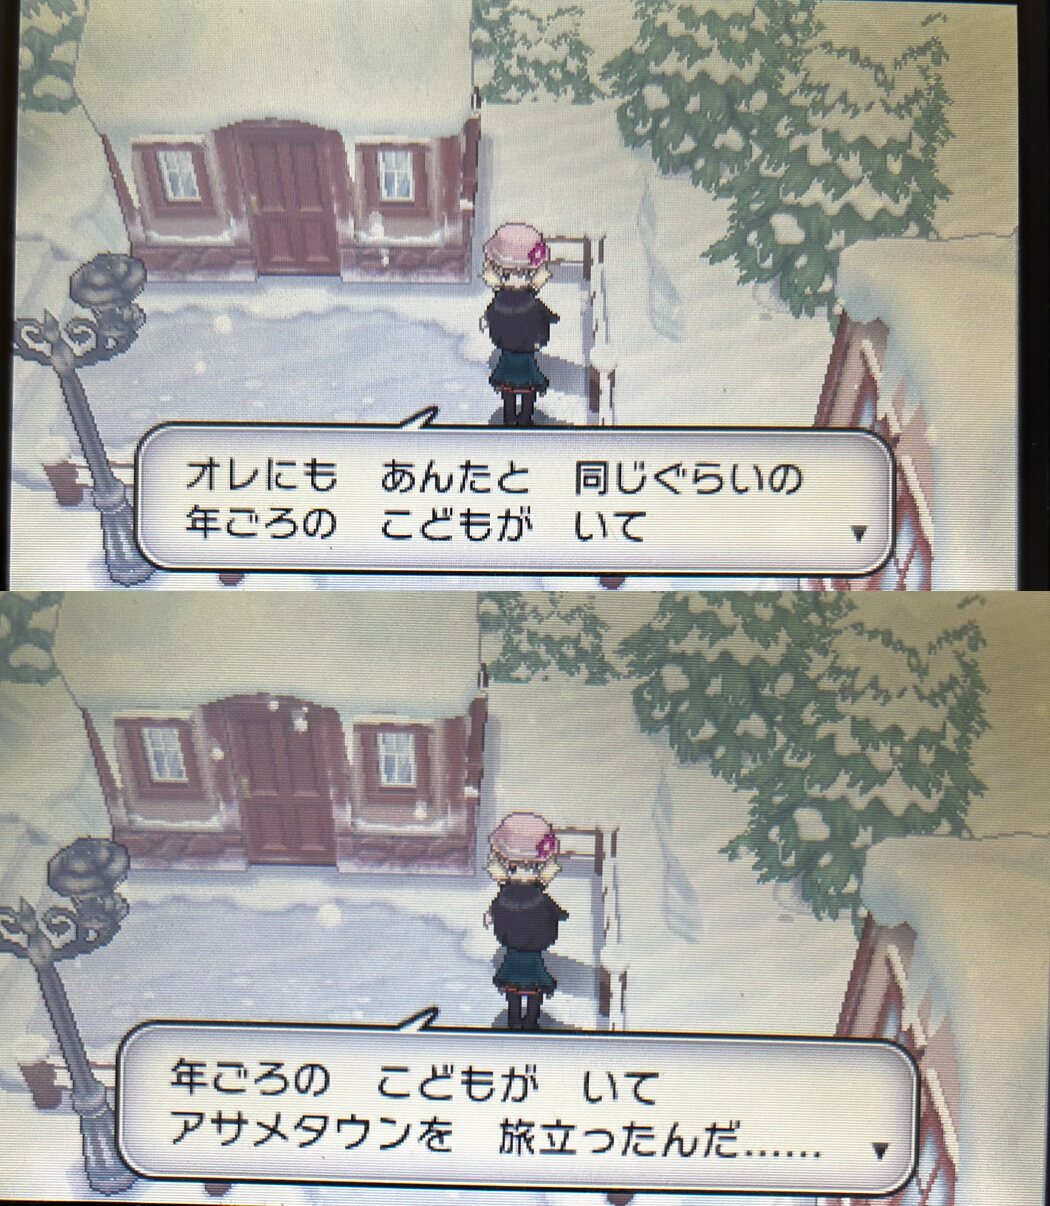 オレにも　あんたと　同じぐらいの
年ごろの　こどもが　いて
年ごろの　こどもが　いて
アサメタウンを　旅立ったんだ……